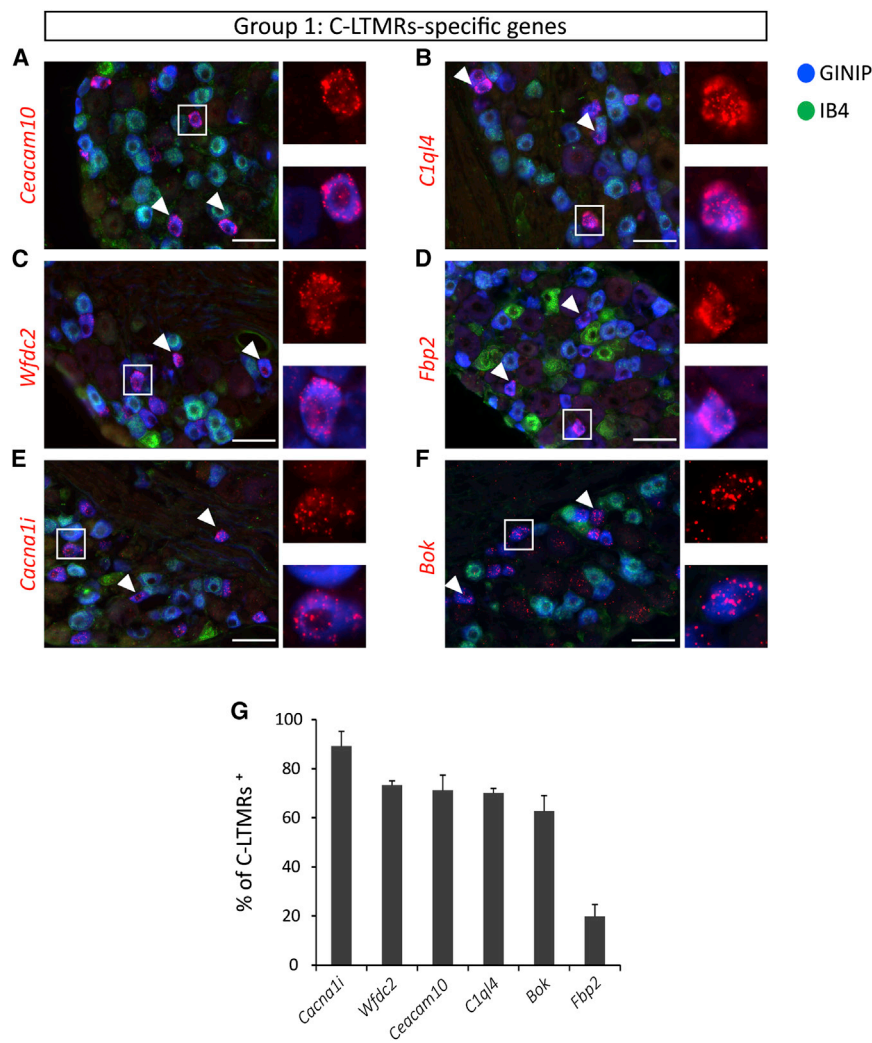 Group 1: C-LTMRs-specific genes
A
Ceacam10
B
C1ql4
GINIP
IB4
C
Wfdc2
D
Fbp2
E
Cacna1i
F
Bok
G
% of C-LTMRs +
100
80
60
40
20
0
Cacna1i
Wfdc2
Ceacam10
C1ql4
Bok
Fbp2